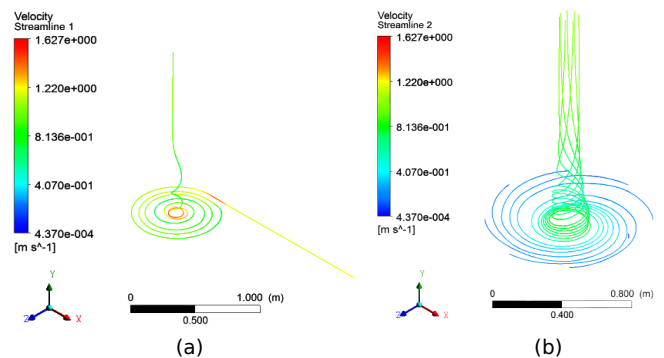 Velocity
Streamline 1
1.627e+000
1.220e+000
8.136e-001
4.071e-001
4.370e-004
[m s^-1]
Y
Z
X
0
1.000
(m)
0.500
(a)
Velocity
Streamline 2
1.627e+000
1.220e+000
8.136e-001
4.070e-001
4.370e-004
[m s^-1]
Y
Z
X
0
0.800
(m)
0.400
(b)